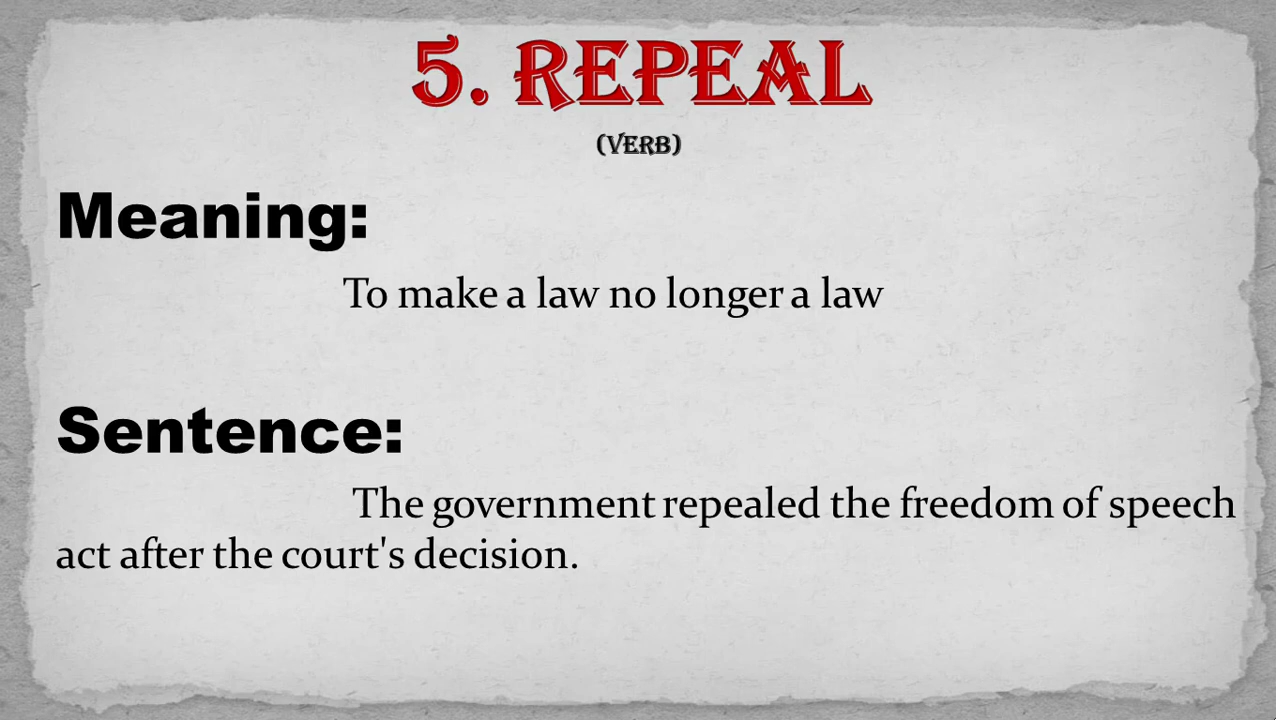 5. REPEAL
(VERB)
Meaning:
To make a law no longer a law
Sentence:
The government repealed the freedom of speech
act after the court's decision.